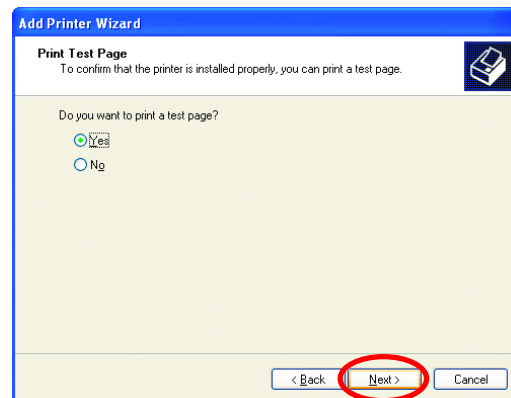 Add Printer Wizard
Print Test Page
To confirm that the printer is installed properly, you can print a test page.
Do you want to print a test page?
Yes
No
< Back
Next >
Cancel